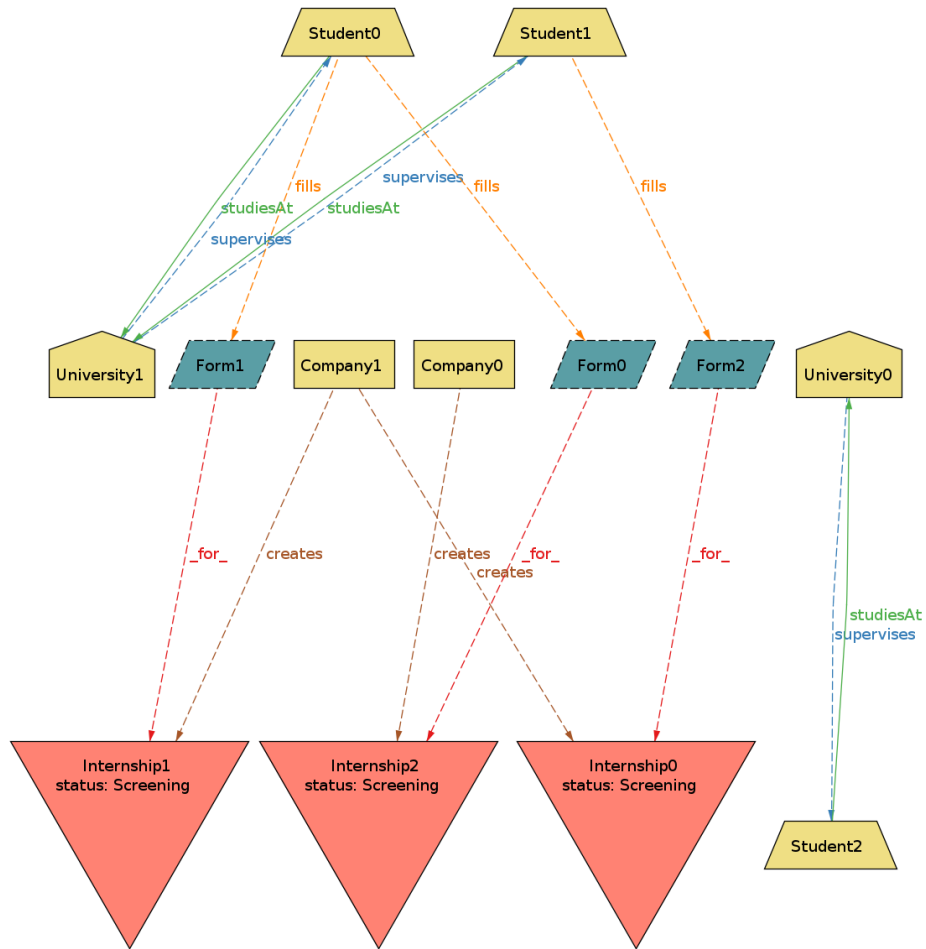 Student0
Student1
supervises
fills
fills
fills
studiesAt
studiesAt
supervises
University1
Form1
Company1
Company0
Form0
Form2
University0
_for_
creates
creates
_for_
_for_
creates
studiesAt
supervises
Internship1
status: Screening
Internship2
status: Screening
Internship0
status: Screening
Student2